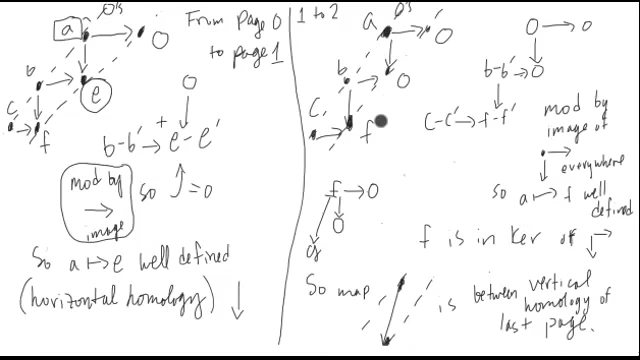 From Page 0
to page 1
a
0's
0
b
e
c
f
0
b-b' → e-e'
+
mod by
→
image
so
=0
So a ↦ e well defined
(horizontal homology) ↓
1 to 2
a
0's
0
b
0
c
f
0 → 0
b-b' → 0
c-c' → f-f'
mod by
image of
everywhere
so a ↦ f well
defined
f → 0
0
g
f is in ker of
So map
is between vertical
homology of
last page.